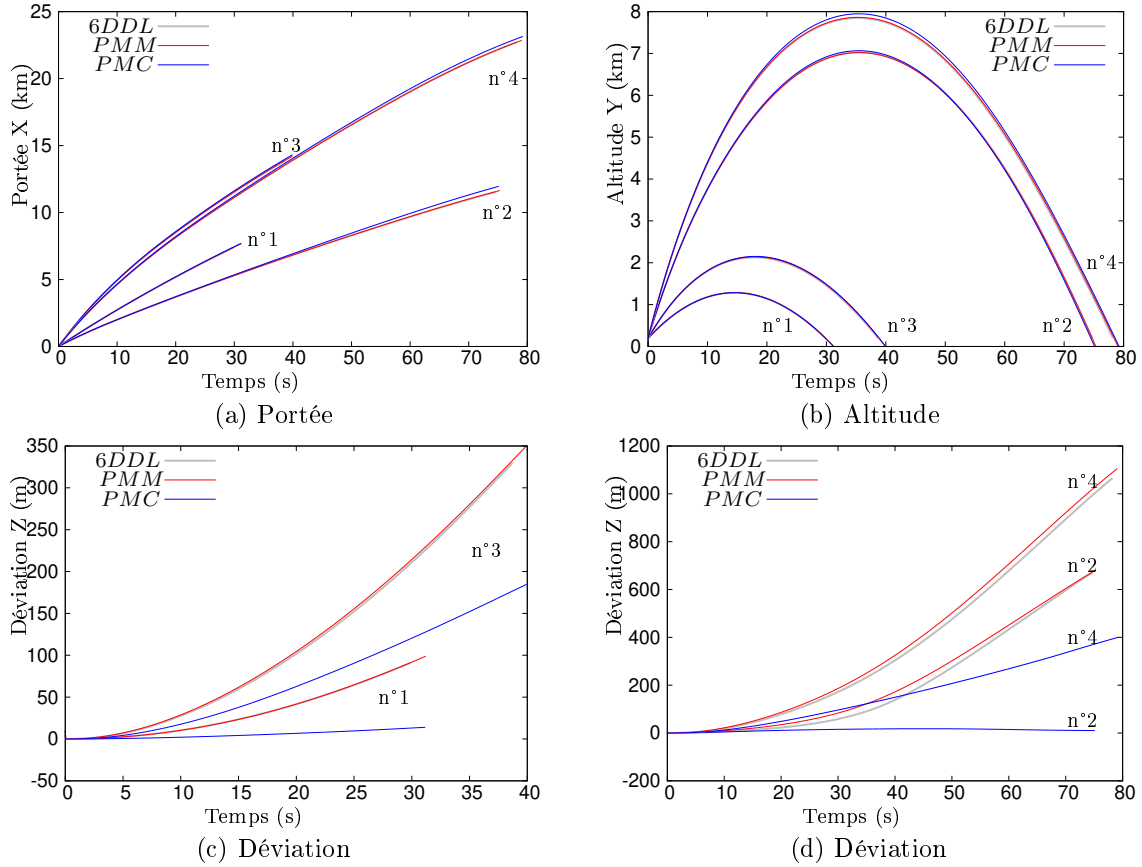 6DDL
PMM
PMC
Portée X (km)
25
20
15
10
5
0
n°4
n°3
n°2
n°1
0 10 20 30 40 50 60 70 80
Temps (s)
(a) Portée
6DDL
PMM
PMC
Altitude Y (km)
8
7
6
5
4
3
2
1
0
n°4
n°1
n°3
n°2
0 10 20 30 40 50 60 70 80
Temps (s)
(b) Altitude
6DDL
PMM
PMC
Déviation Z (m)
350
300
250
200
150
100
50
0
-50
n°3
n°1
0 5 10 15 20 25 30 35 40
Temps (s)
(c) Déviation
6DDL
PMM
PMC
Déviation Z (m)
1200
1000
800
600
400
200
0
-200
n°4
n°2
n°4
n°2
0 10 20 30 40 50 60 70 80
Temps (s)
(d) Déviation